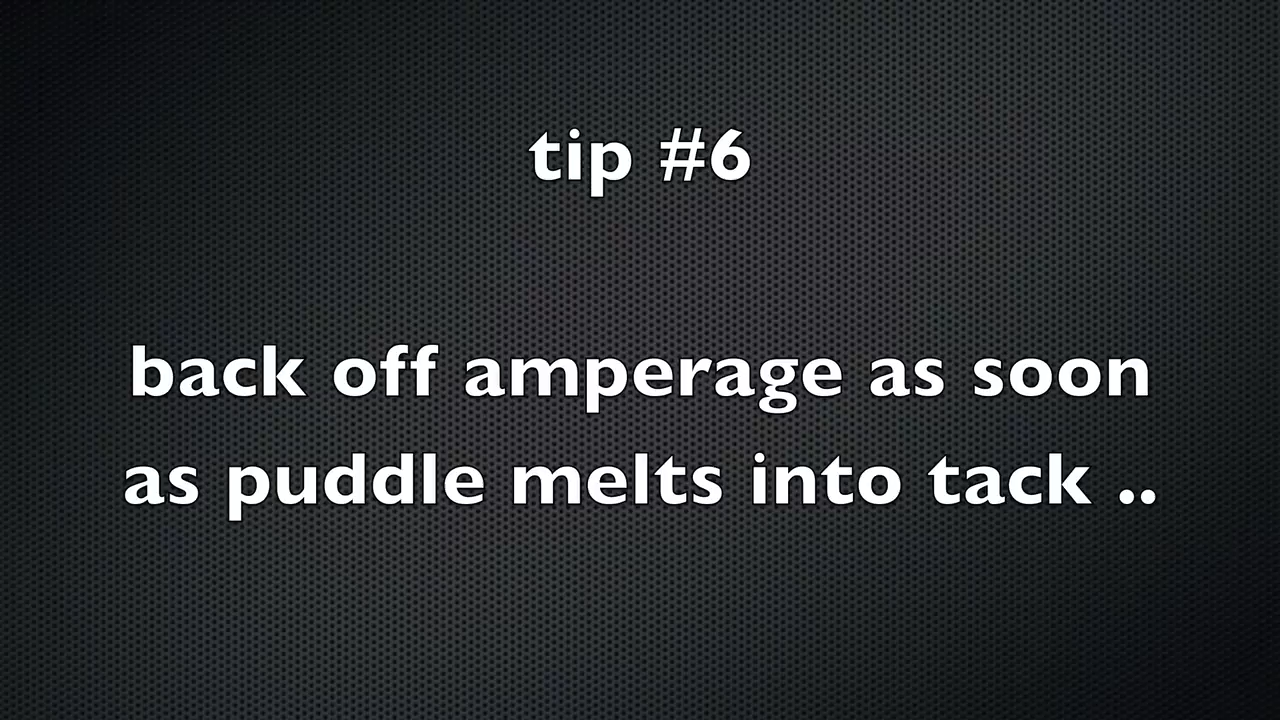 tip #6
back off amperage as soon
as puddle melts into tack ..